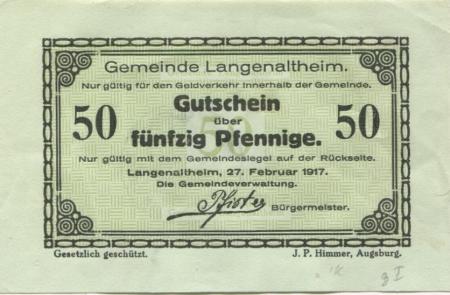 Gemeinde Langenaltheim.
Nur gültig für den Geldverkehr innerhalb der Gemeinde.
Gutschein
über
50 fünfzig Pfennige. 50
Nur gültig mit dem Gemeindesiegel auf der Rückseite.
Langenaltheim, 27. Februar 1917.
Die Gemeindeverwaltung.
Bürgermeister.
Gesetzlich geschützt. J. P. Himmer, Augsburg.